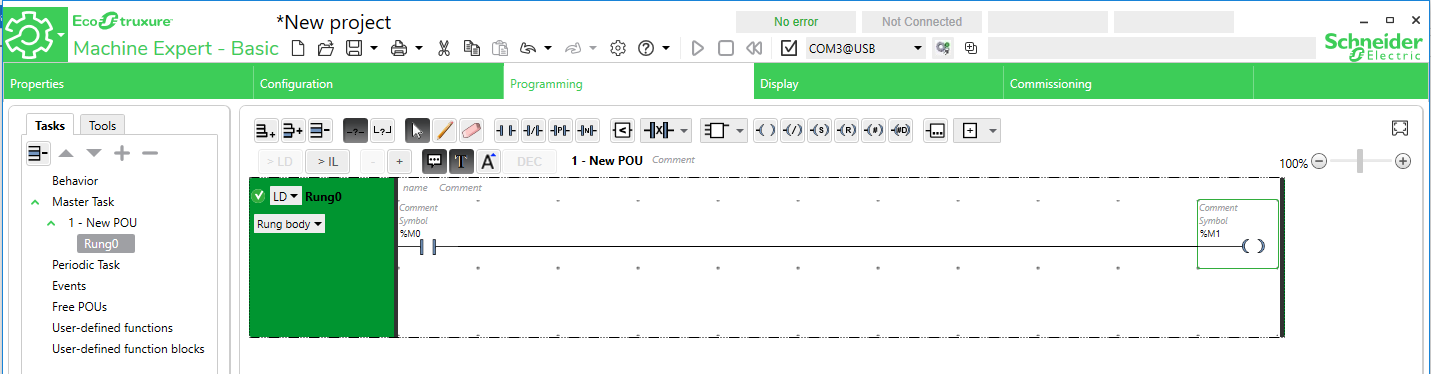 EcoStruxure
*New project
No error
Not Connected
Machine Expert - Basic
COM3@USB
Schneider
Electric
Properties
Configuration
Programming
Display
Commissioning
Tasks
Tools
-?-
X
P
N
<
( )
(/)
(S)
(R)
(#)
(#D)
...
> LD
> IL
-
+
T
A
DEC
1 - New POU
Comment
100%
Behavior
Master Task
1 - New POU
Rung0
Periodic Task
Events
Free POUs
User-defined functions
User-defined function blocks
LD
Rung0
name Comment
Rung body
Comment
Symbol
%M0
Comment
Symbol
%M1